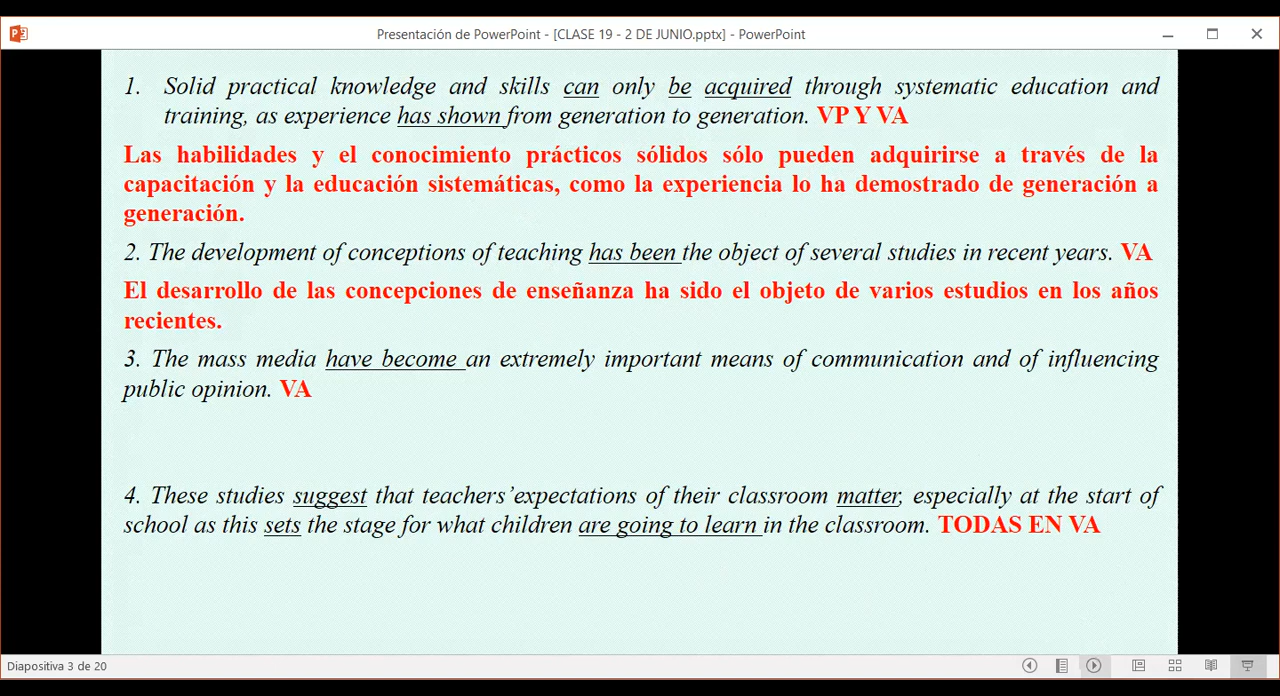 Presentación de PowerPoint - [CLASE 19 - 2 DE JUNIO.pptx] - PowerPoint
1. Solid practical knowledge and skills can only be acquired through systematic education and
training, as experience has shown from generation to generation. VP Y VA
Las habilidades y el conocimiento prácticos sólidos sólo pueden adquirirse a través de la
capacitación y la educación sistemáticas, como la experiencia lo ha demostrado de generación a
generación.
2. The development of conceptions of teaching has been the object of several studies in recent years. VA
El desarrollo de las concepciones de enseñanza ha sido el objeto de varios estudios en los años
recientes.
3. The mass media have become an extremely important means of communication and of influencing
public opinion. VA
4. These studies suggest that teachers’expectations of their classroom matter, especially at the start of
school as this sets the stage for what children are going to learn in the classroom. TODAS EN VA
Diapositiva 3 de 20